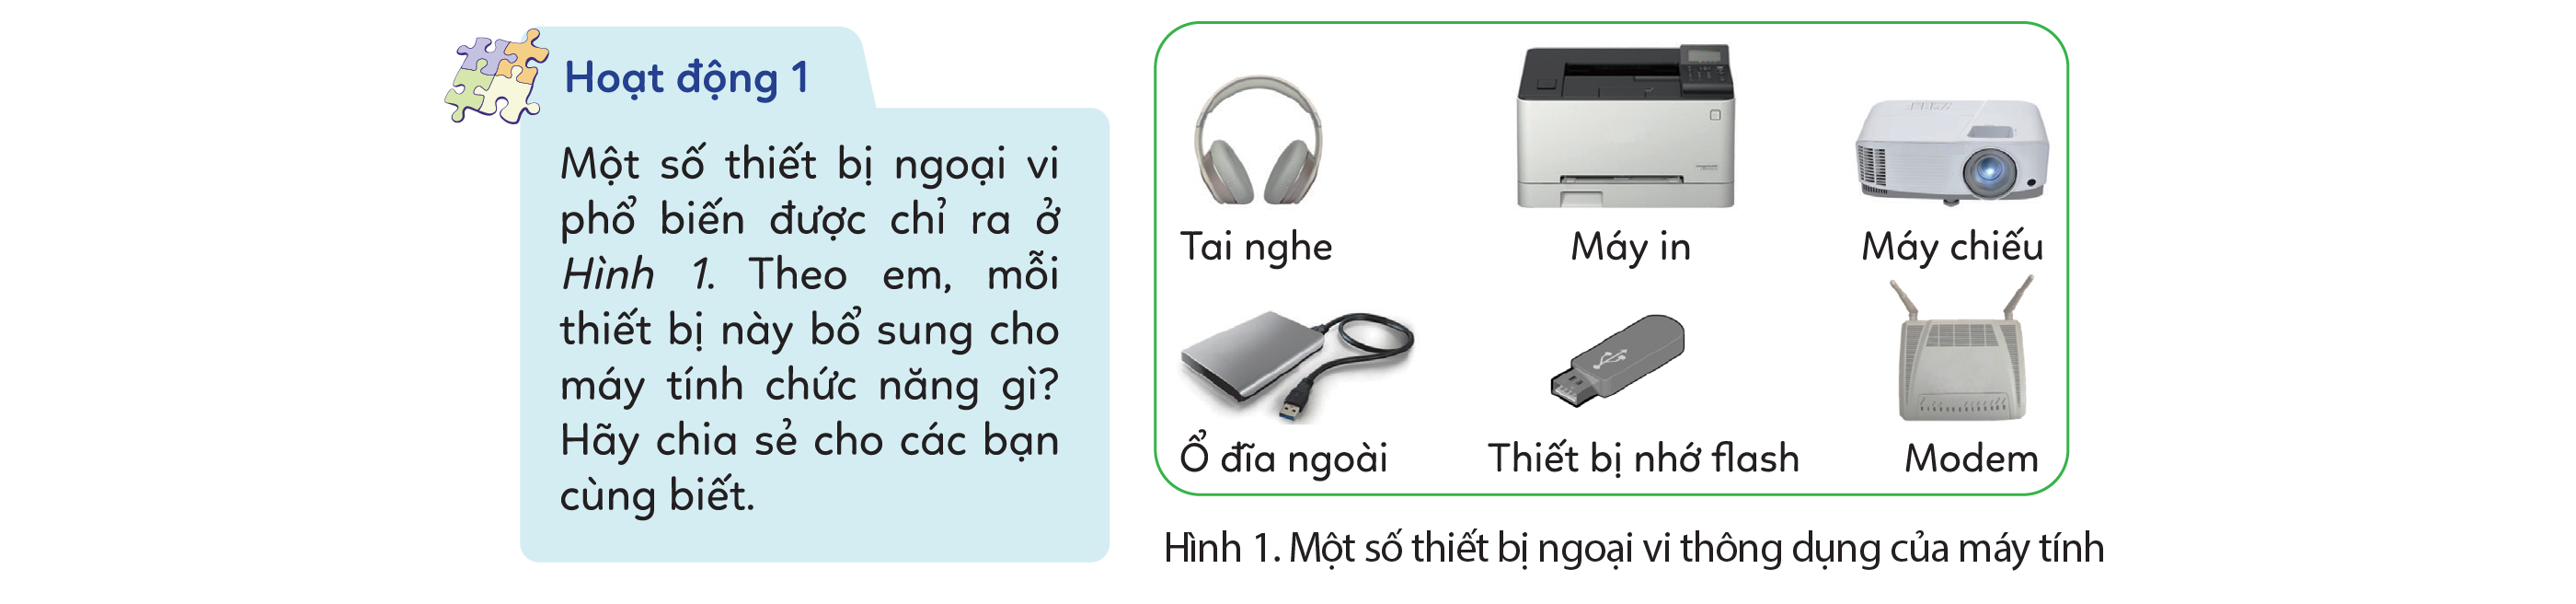 Hoạt động 1
Một số thiết bị ngoại vi
phổ biến được chỉ ra ở
Hình 1. Theo em, mỗi
thiết bị này bổ sung cho
máy tính chức năng gì?
Hãy chia sẻ cho các bạn
cùng biết.
Tai nghe
Máy in
Máy chiếu
Ổ đĩa ngoài
Thiết bị nhớ flash
Modem
Hình 1. Một số thiết bị ngoại vi thông dụng của máy tính